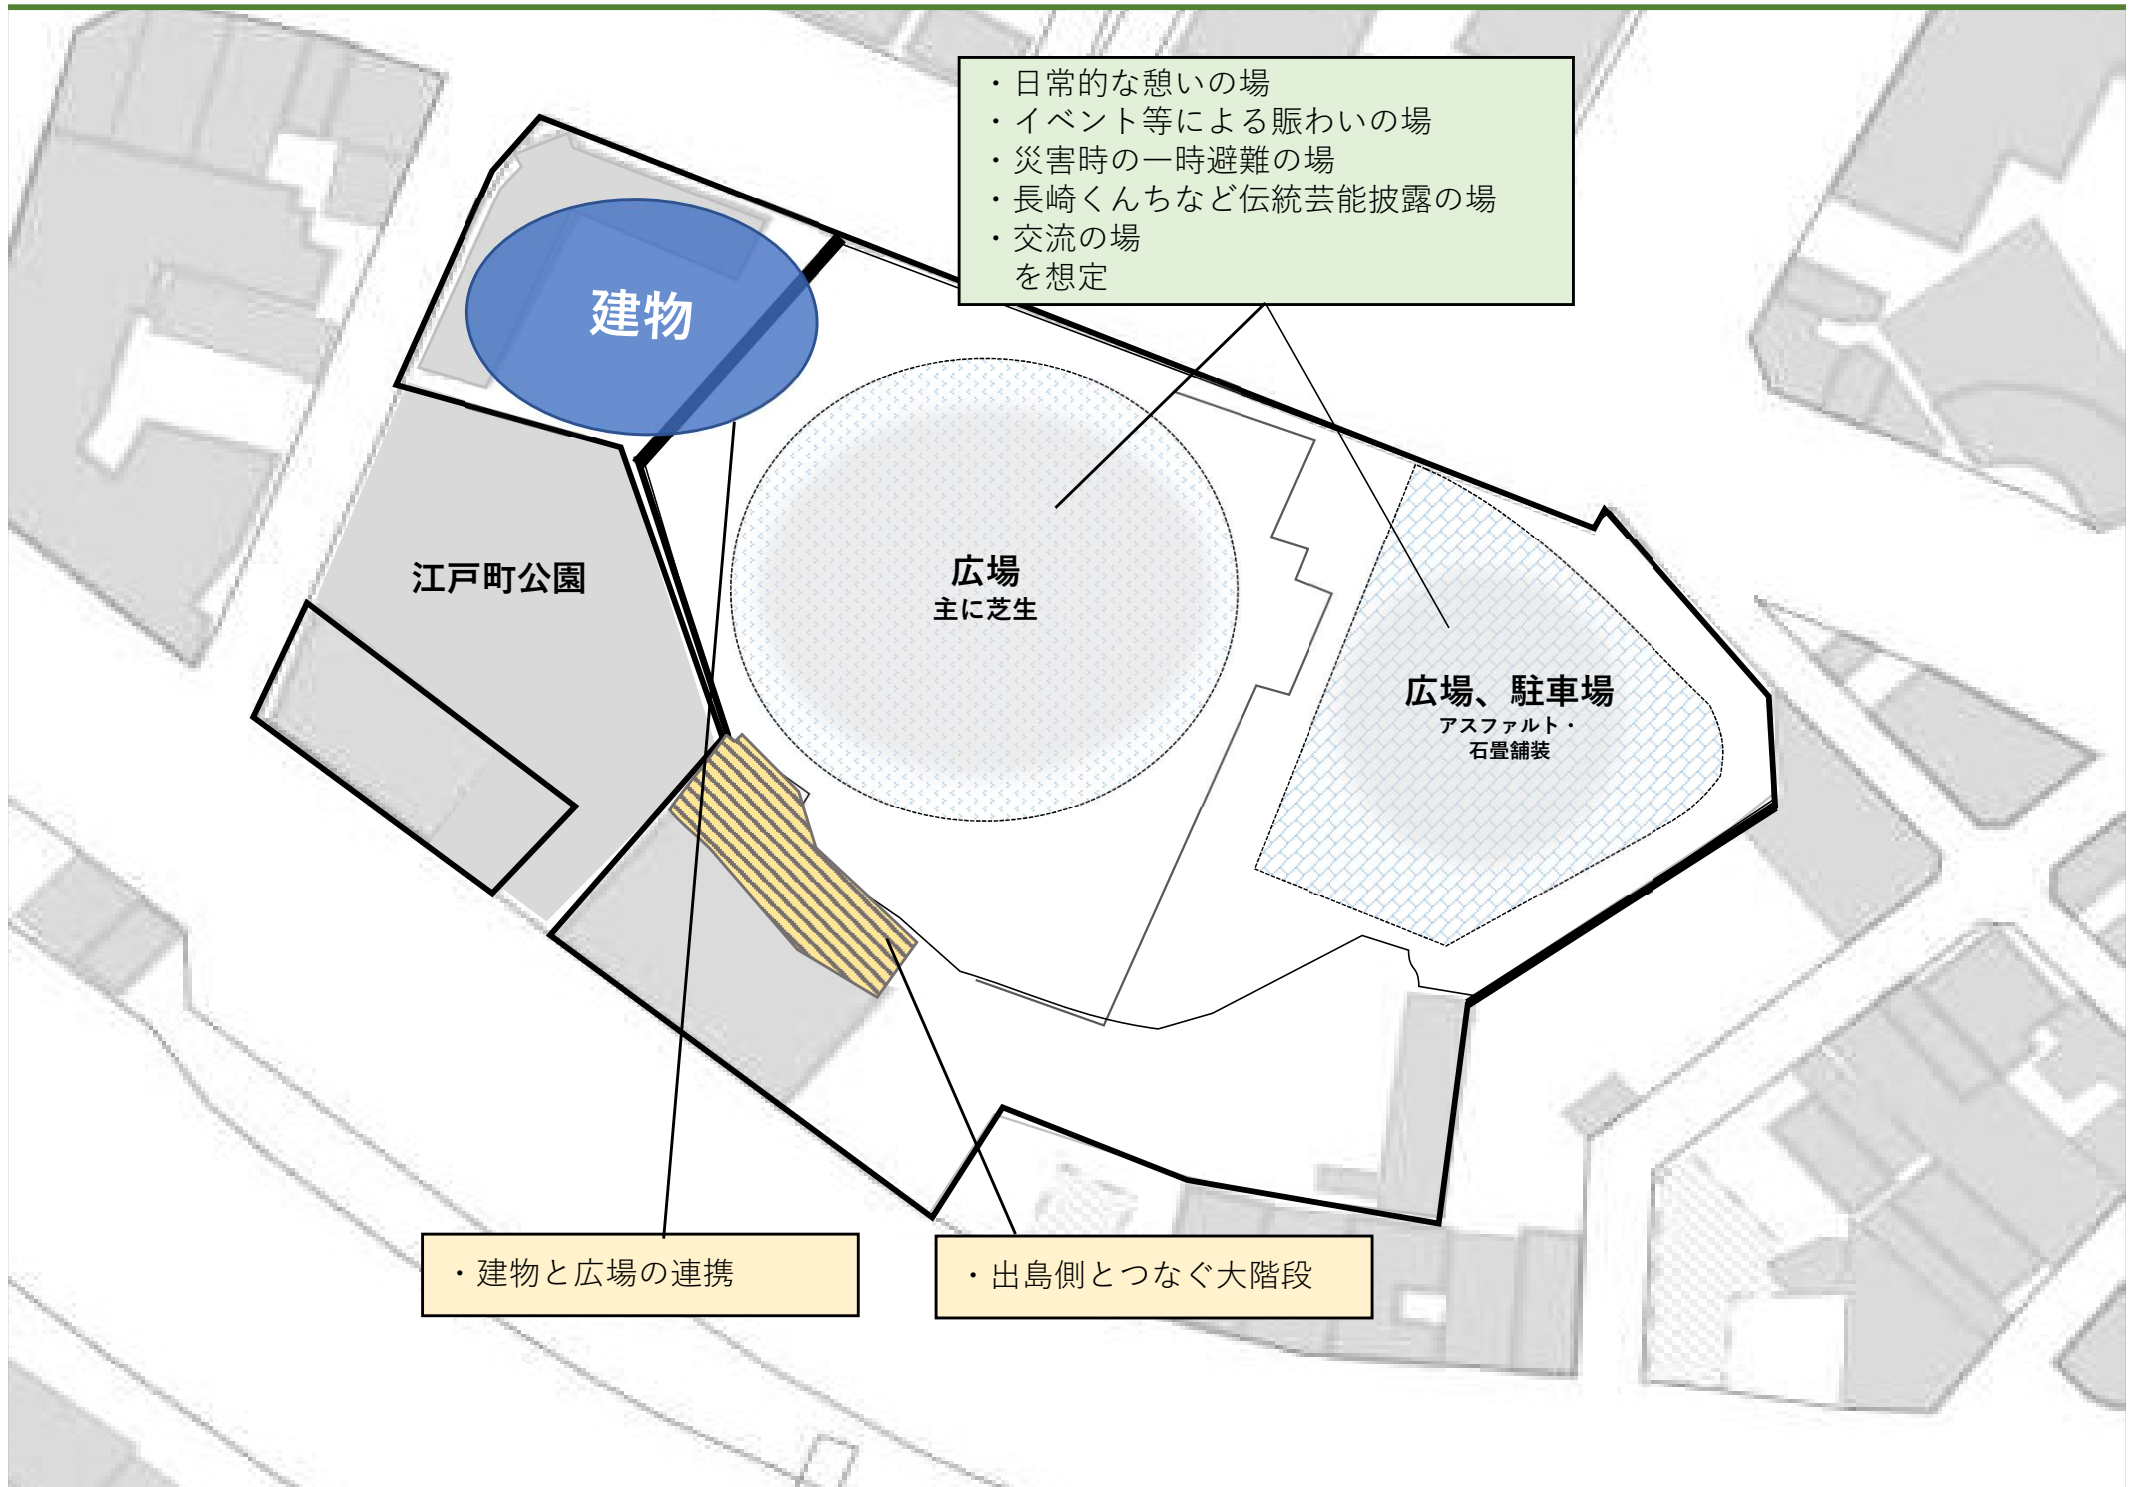 ・日常的な憩いの場
・イベント等による賑わいの場
・災害時の一時避難の場
・長崎くんちなど伝統芸能披露の場
・交流の場
を想定
建物
江戸町公園
広場
主に芝生
広場、駐車場
アスファルト・
石畳舗装
・建物と広場の連携
・出島側とつなぐ大階段